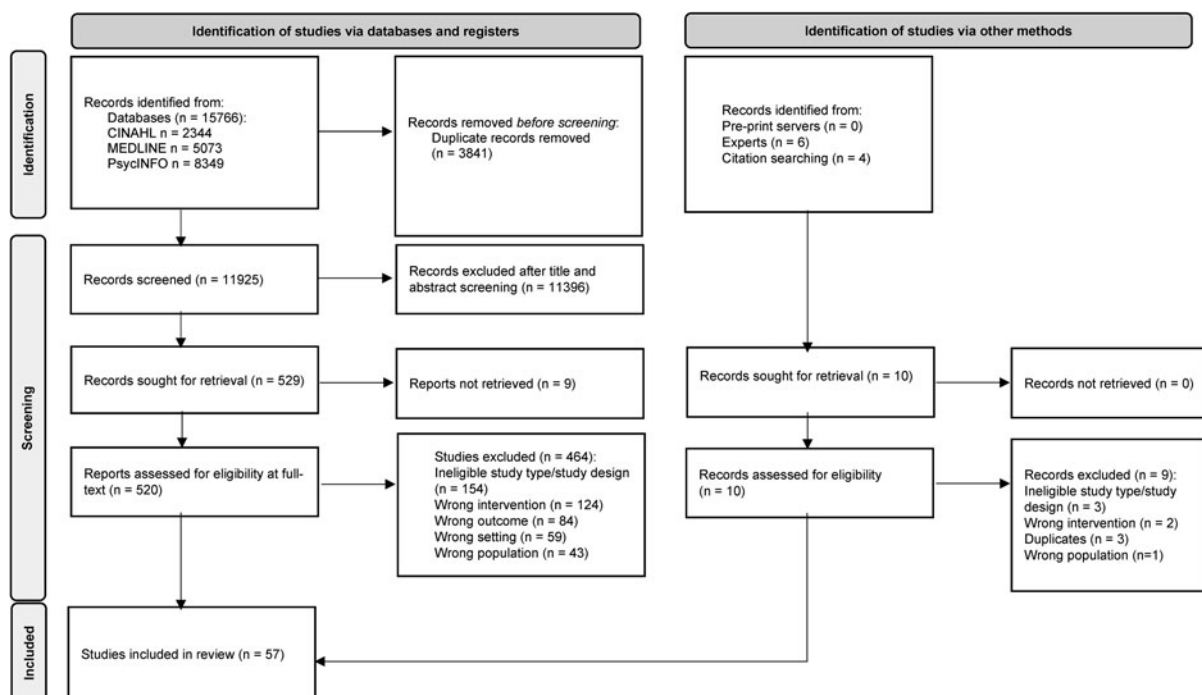 Identification of studies via databases and registers
Identification of studies via other methods
Identification
Records identified from:
Databases (n = 15766):
CINAHL n = 2344
MEDLINE n = 5073
PsycINFO n = 8349
Records removed before screening:
Duplicate records removed
(n = 3841)
Records identified from:
Pre-print servers (n = 0)
Experts (n = 6)
Citation searching (n = 4)
Screening
Records screened (n = 11925)
Records excluded after title and
abstract screening (n = 11396)
Records sought for retrieval (n = 529)
Reports not retrieved (n = 9)
Records sought for retrieval (n = 10)
Records not retrieved (n = 0)
Reports assessed for eligibility at full-
text (n = 520)
Studies excluded (n = 464):
Ineligible study type/study design
(n = 154)
Wrong intervention (n = 124)
Wrong outcome (n = 84)
Wrong setting (n = 59)
Wrong population (n = 43)
Records assessed for eligibility
(n = 10)
Records excluded (n = 9):
Ineligible study type/study
design (n = 3)
Wrong intervention (n = 2)
Duplicates (n = 3)
Wrong population (n=1)
Included
Studies included in review (n = 57)